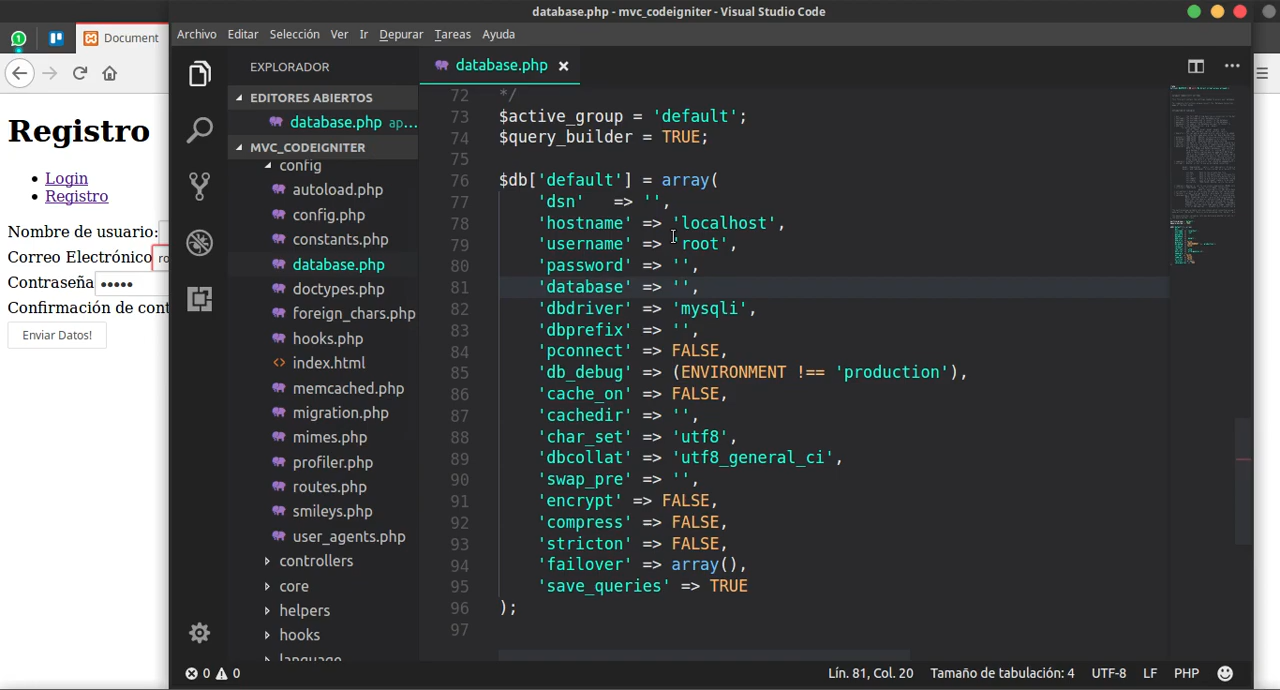 database.php - mvc_codeigniter - Visual Studio Code
1
Document
Archivo Editar Selección Ver Ir Depurar Tareas Ayuda
Registro
Login
Registro
Nombre de usuario:
Correo Electrónico
Contraseña •••••
Confirmación de cont
Enviar Datos!
EXPLORADOR
EDITORES ABIERTOS
database.php ap...
MVC_CODEIGNITER
config
autoload.php
config.php
constants.php
database.php
doctypes.php
foreign_chars.php
hooks.php
index.html
memcached.php
migration.php
mimes.php
profiler.php
routes.php
smileys.php
user_agents.php
controllers
core
helpers
hooks
language
database.php
72 */
73 $active_group = 'default';
74 $query_builder = TRUE;
75
76 $db['default'] = array(
77 'dsn' => '',
78 'hostname' => 'localhost',
79 'username' => 'root',
80 'password' => '',
81 'database' => '',
82 'dbdriver' => 'mysqli',
83 'dbprefix' => '',
84 'pconnect' => FALSE,
85 'db_debug' => (ENVIRONMENT !== 'production'),
86 'cache_on' => FALSE,
87 'cachedir' => '',
88 'char_set' => 'utf8',
89 'dbcollat' => 'utf8_general_ci',
90 'swap_pre' => '',
91 'encrypt' => FALSE,
92 'compress' => FALSE,
93 'stricton' => FALSE,
94 'failover' => array(),
95 'save_queries' => TRUE
96 );
97
0 0
Lín. 81, Col. 20 Tamaño de tabulación: 4 UTF-8 LF PHP